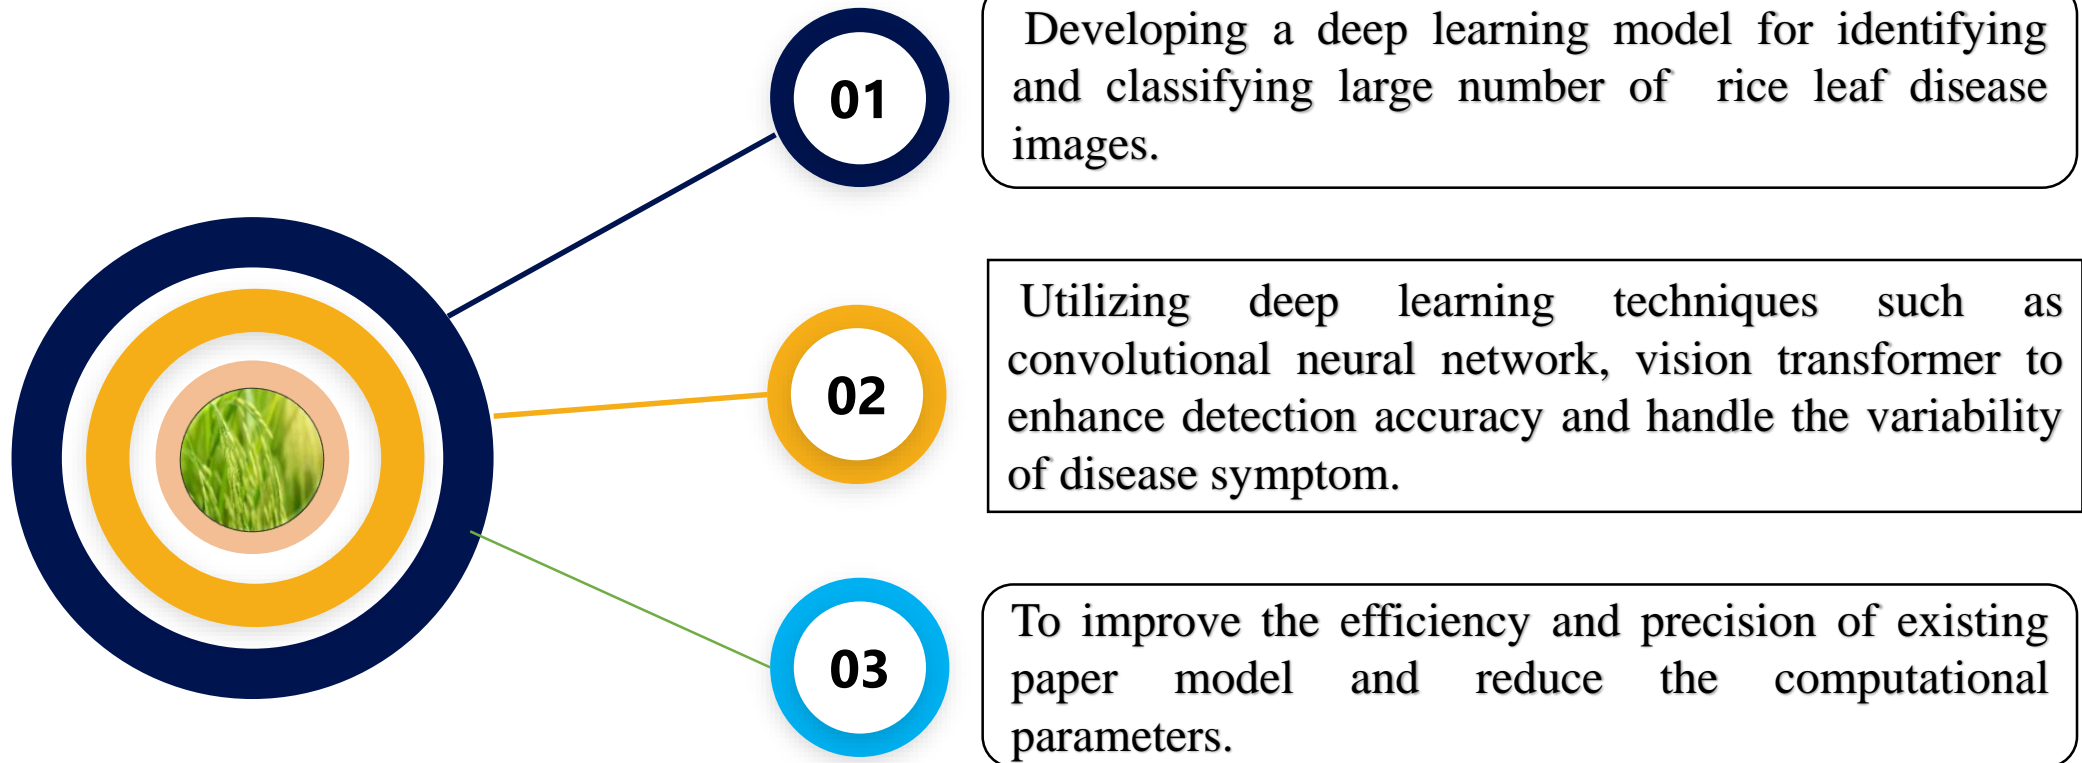 01
Developing a deep learning model for identifying
and classifying large number of rice leaf disease
images.
02
Utilizing deep learning techniques such as
convolutional neural network, vision transformer to
enhance detection accuracy and handle the variability
of disease symptom.
03
To improve the efficiency and precision of existing
paper model and reduce the computational
parameters.